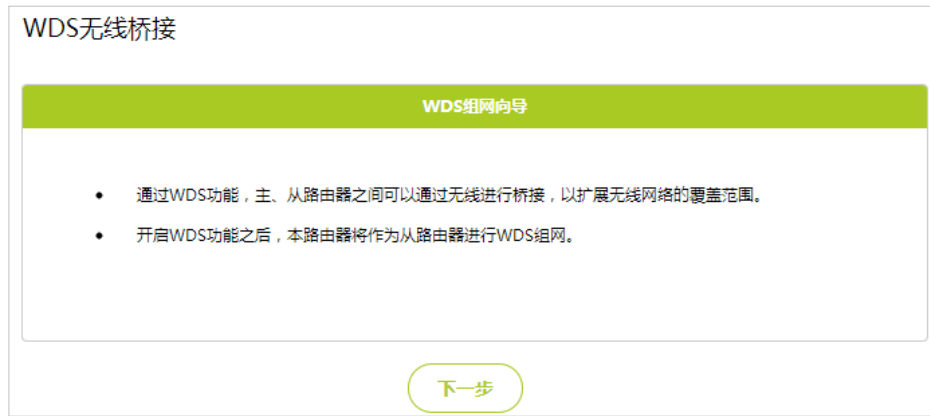 WDS无线桥接
WDS组网向导
• 通过WDS功能，主、从路由器之间可以通过无线进行桥接，以扩展无线网络的覆盖范围。
• 开启WDS功能之后，本路由器将作为从路由器进行WDS组网。
下一步